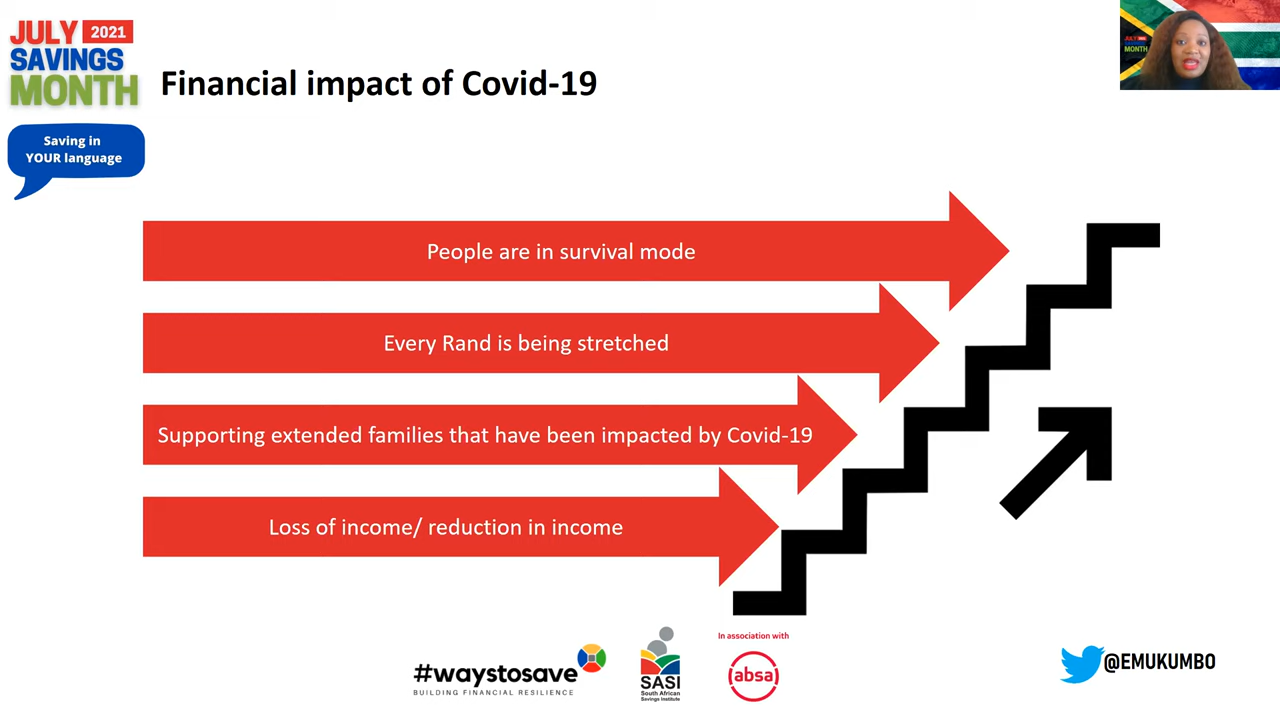 JULY 2021
SAVINGS
MONTH
Financial impact of Covid-19
Saving in
YOUR language
People are in survival mode
Every Rand is being stretched
Supporting extended families that have been impacted by Covid-19
Loss of income/ reduction in income
#waystosave
BUILDING FINANCIAL RESILIENCE
SASI
South African
Savings Institute
In association with
absa
@EMUKUMBO